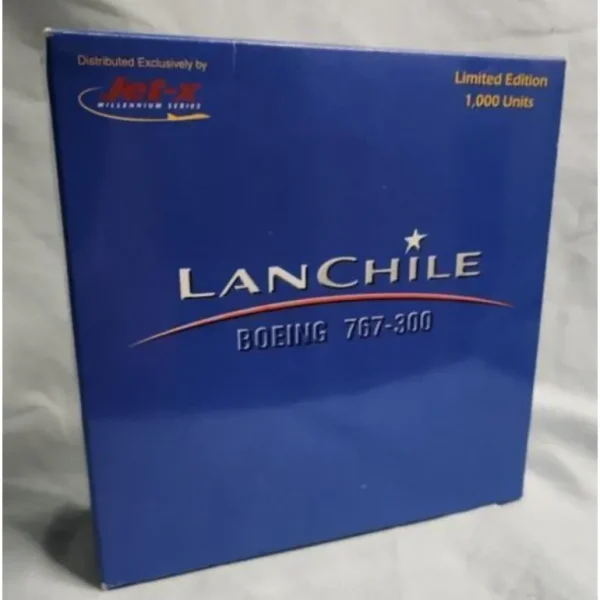 Distributed Exclusively by
Jet-x
MILLENNIUM SERIES
Limited Edition
1,000 Units
LANCHILE
BOEING 767-300